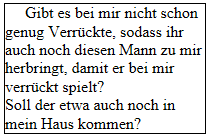 Gibt es bei mir nicht schon
genug Verrückte, sodass ihr
auch noch diesen Mann zu mir
herbringt, damit er bei mir
verrückt spielt?
Soll der etwa auch noch in
mein Haus kommen?